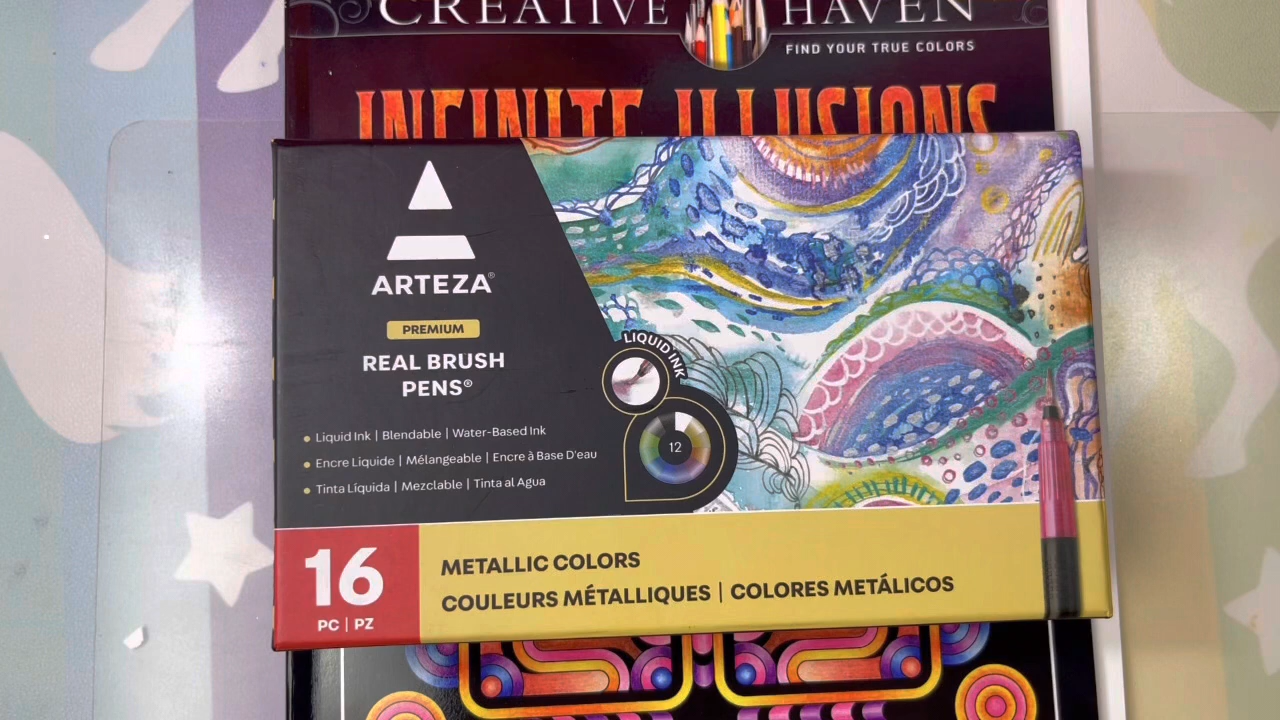 CREATIVE HAVEN
FIND YOUR TRUE COLORS
INFINITE ILLUSIONS
ARTEZA®
PREMIUM
REAL BRUSH
PENS®
LIQUID INK
12
Liquid Ink | Blendable | Water-Based Ink
Encre Liquide | Mélangeable | Encre à Base D'eau
Tinta Líquida | Mezclable | Tinta al Agua
16
PC | PZ
METALLIC COLORS
COULEURS MÉTALLIQUES | COLORES METÁLICOS